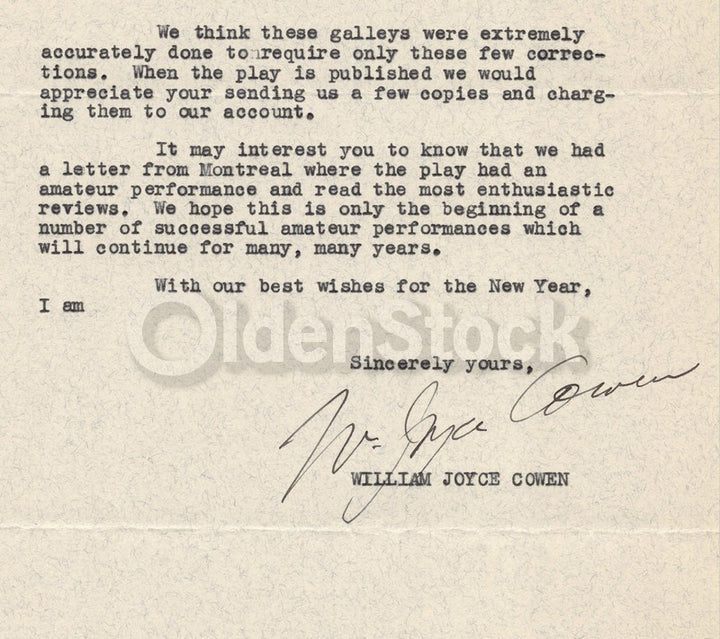 We think these galleys were extremely
accurately done to require only these few correc-
tions. When the play is published we would
appreciate your sending us a few copies and charg-
ing them to our account.
It may interest you to know that we had
a letter from Montreal where the play had an
amateur performance and read the most enthusiastic
reviews. We hope this is only the beginning of a
number of successful amateur performances which
will continue for many, many years.
With our best wishes for the New Year,
I am
OldenStock
Sincerely yours,
Wm. Joyce Cowen
WILLIAM JOYCE COWEN